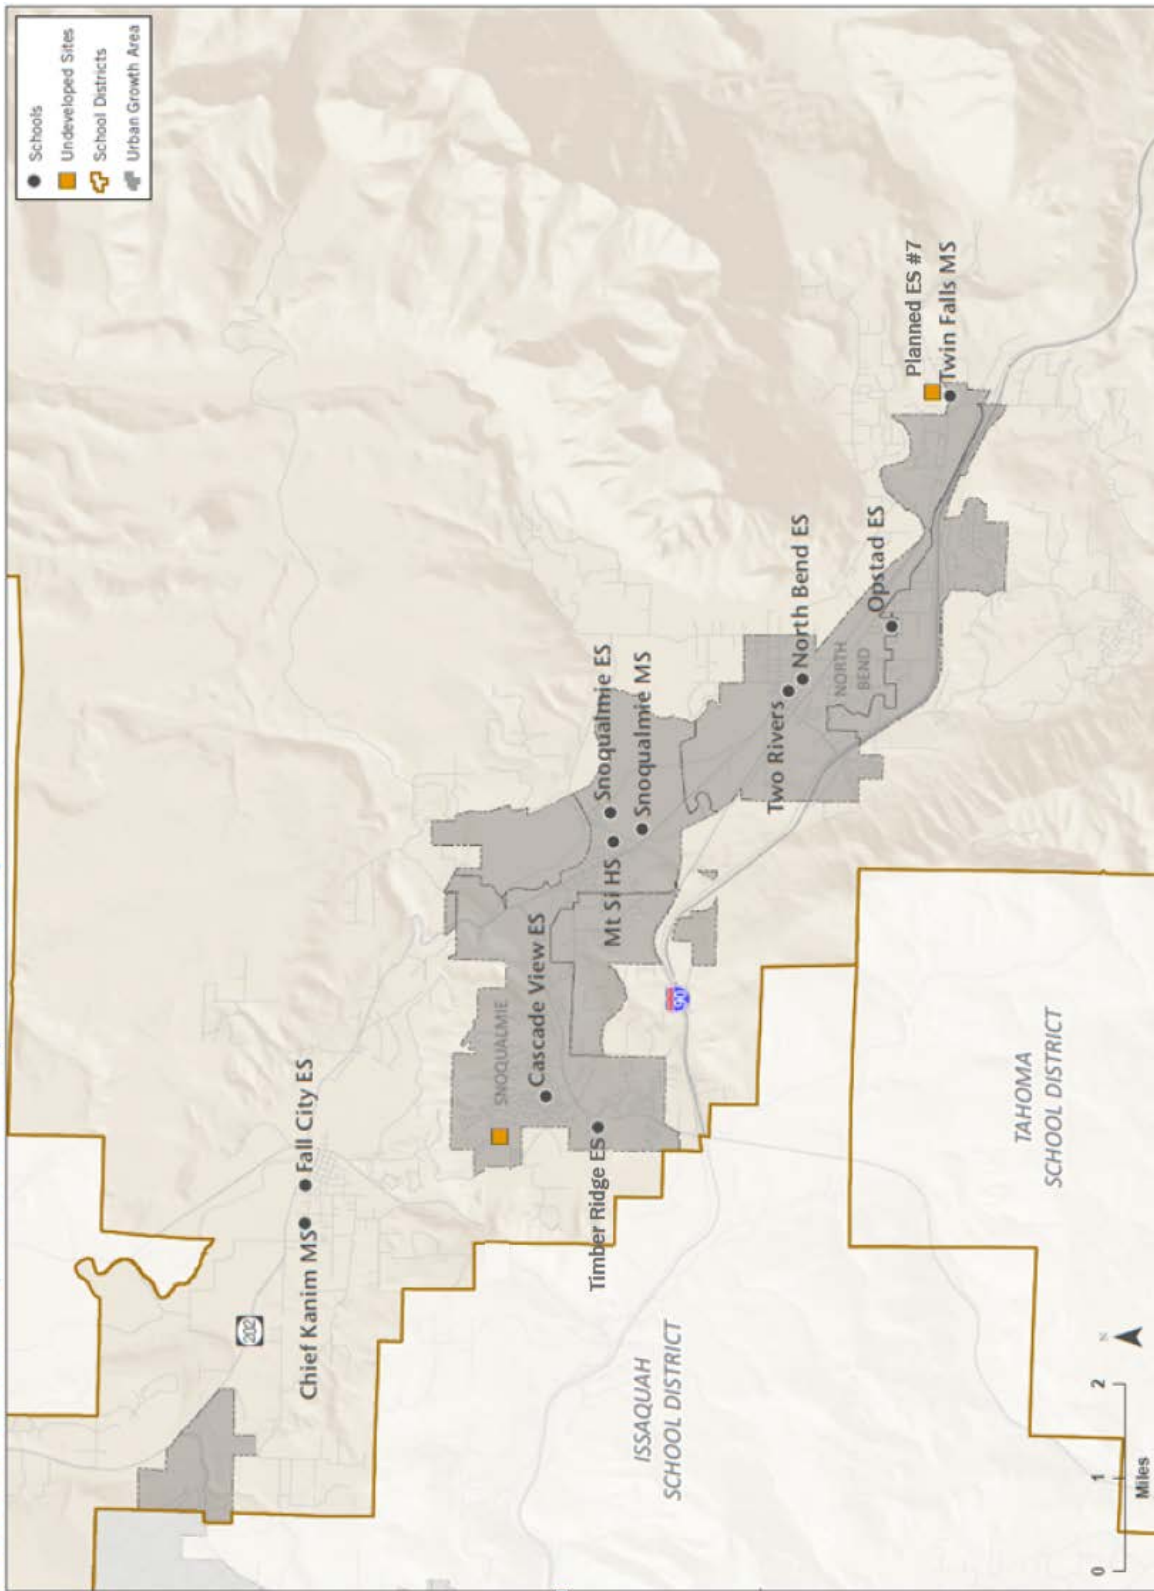 Schools
Undeveloped Sites
School Districts
Urban Growth Area
202
Chief Kanim MS
Fall City ES
SNOQUALMIE
Cascade View ES
Timber Ridge ES
Mt Si HS
Snoqualmie ES
Snoqualmie MS
90
Two Rivers
North Bend ES
NORTH
BEND
Opstad ES
Planned ES #7
Twin Falls MS
ISSAQUAH
SCHOOL DISTRICT
TAHOMA
SCHOOL DISTRICT
N
0 1 2
Miles